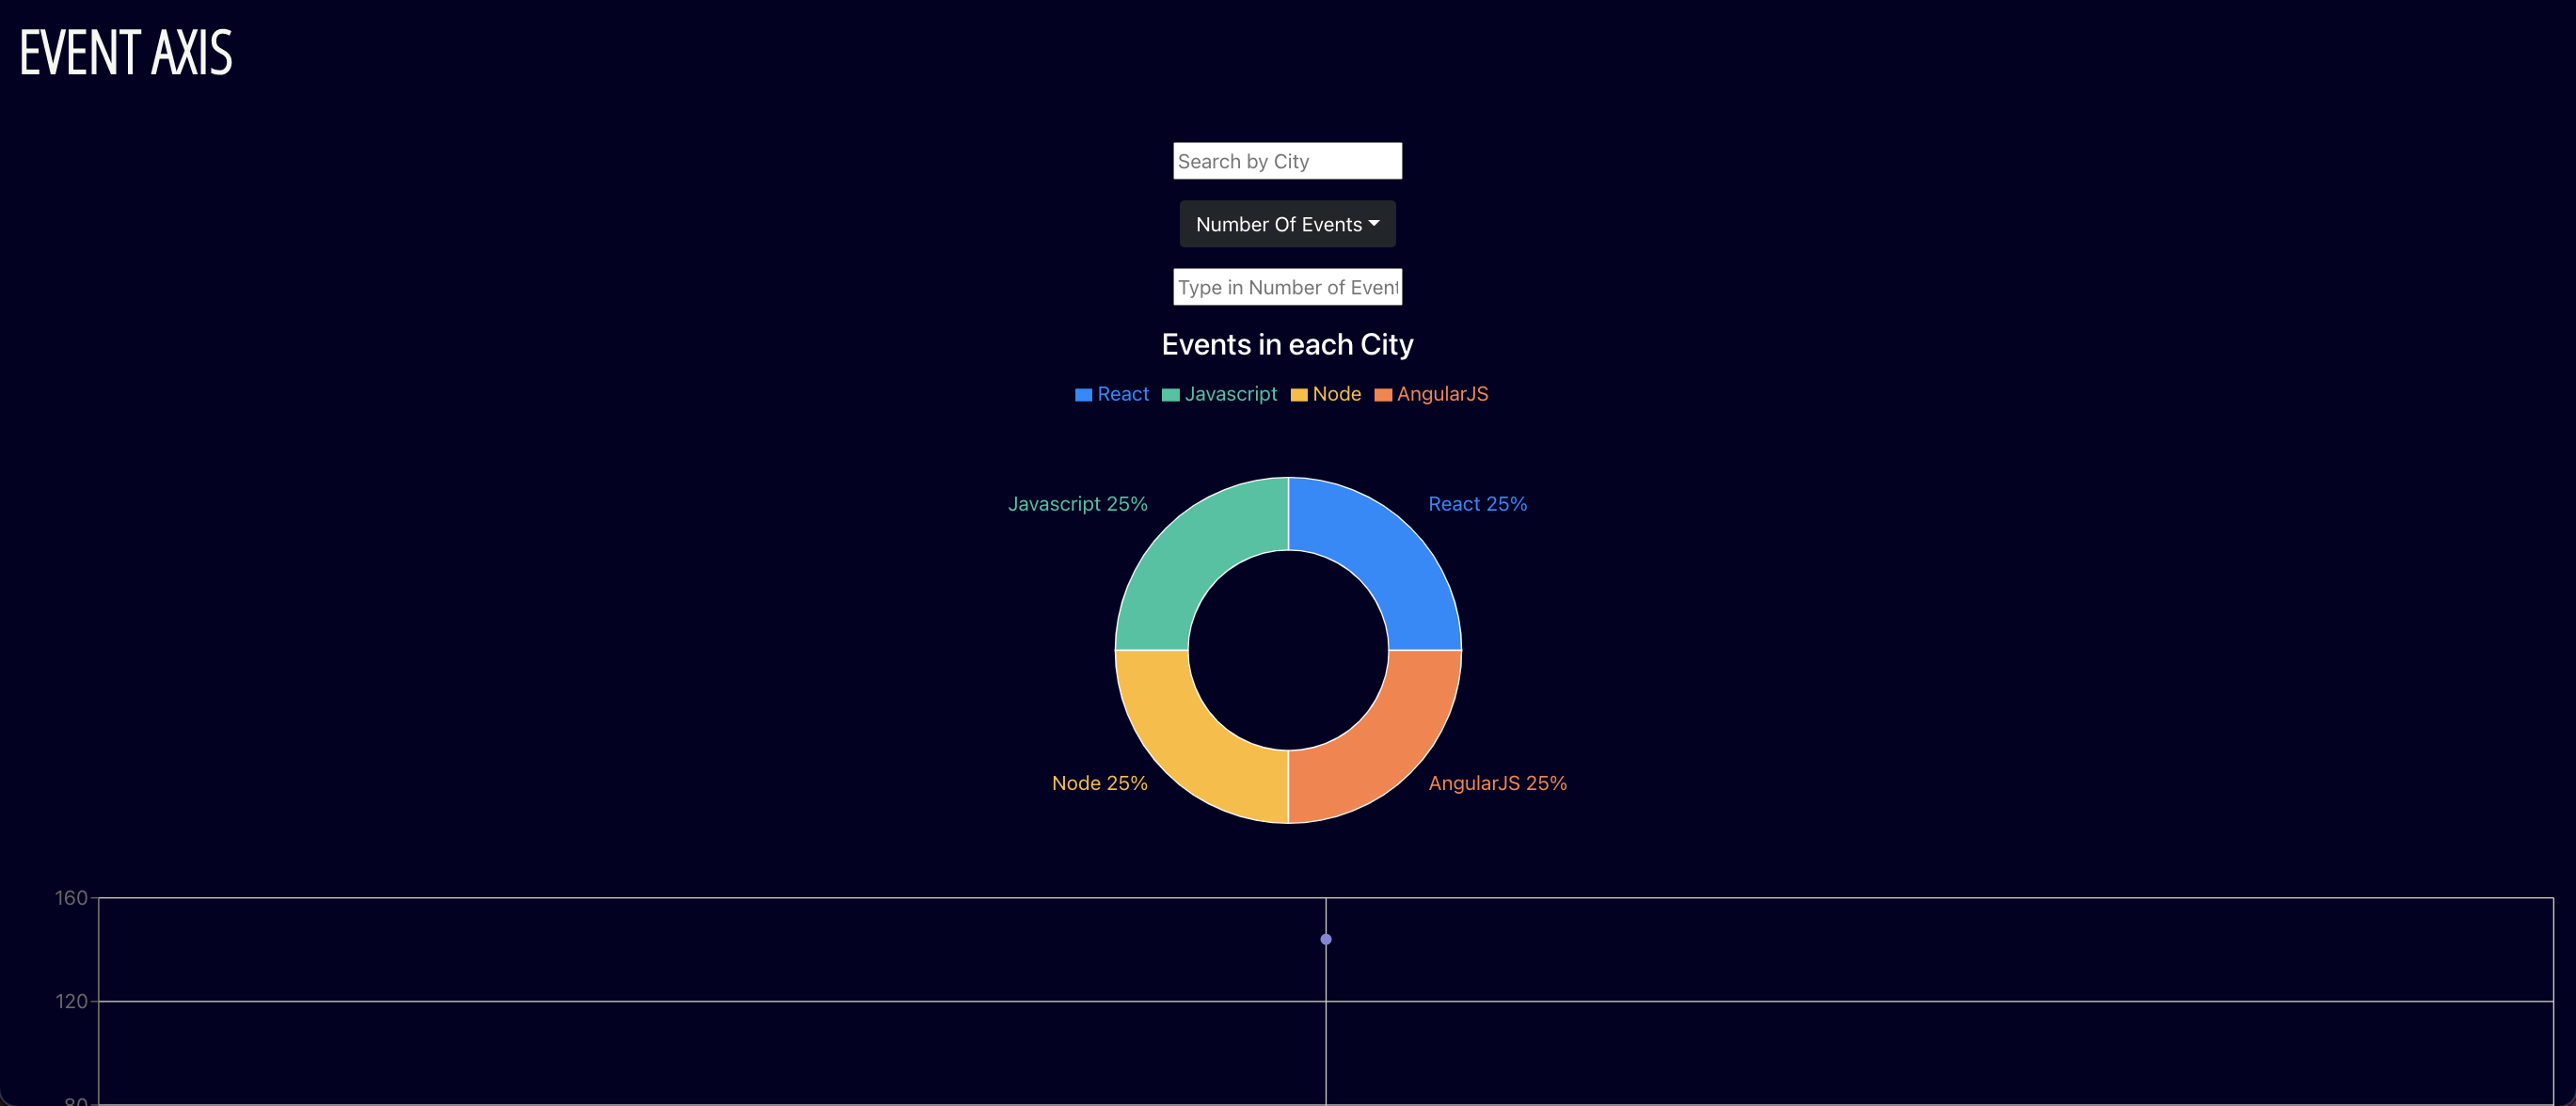 EVENT AXIS
Search by City
Number Of Events
Type in Number of Event
Events in each City
React Javascript Node AngularJS
Javascript 25% React 25%
Node 25% AngularJS 25%
160
120
80